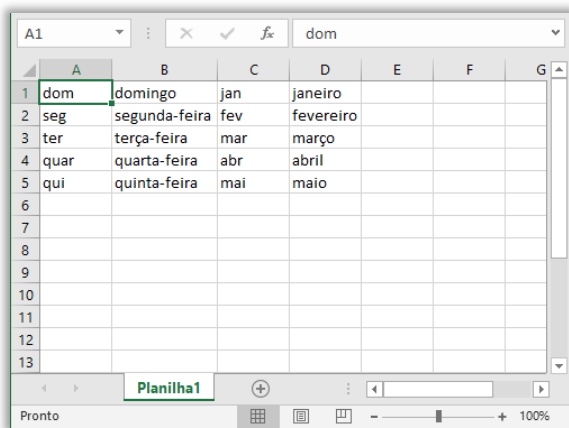 A1 fx dom
A B C D E F G
1 dom domingo jan janeiro
2 seg segunda-feira fev fevereiro
3 ter terça-feira mar março
4 quar quarta-feira abr abril
5 qui quinta-feira mai maio
6
7
8
9
10
11
12
13
Planilha1
Pronto 100%